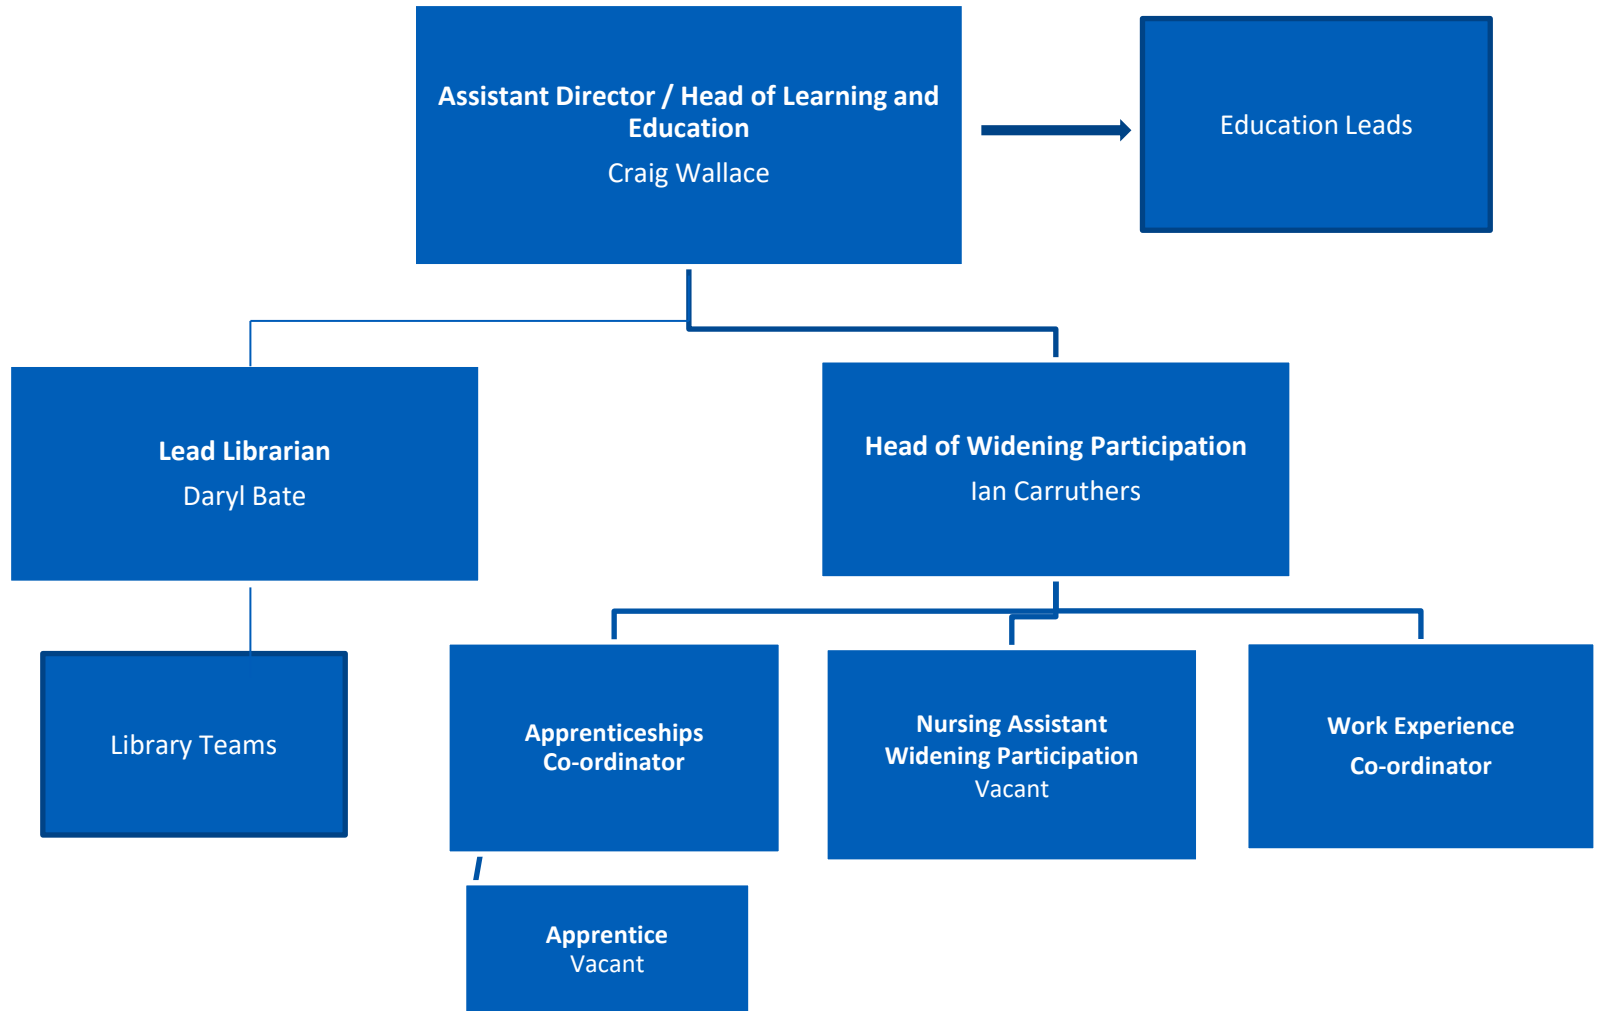 Assistant Director / Head of Learning and
Education
Craig Wallace
Education Leads
Lead Librarian
Daryl Bate
Head of Widening Participation
Ian Carruthers
Library Teams
Apprenticeships
Co-ordinator
Nursing Assistant
Widening Participation
Vacant
Work Experience
Co-ordinator
Apprentice
Vacant